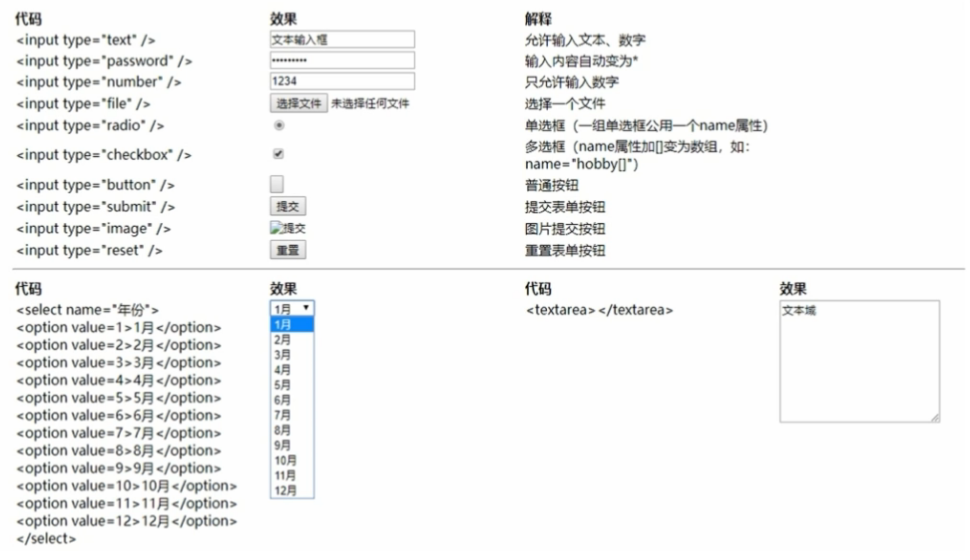 代码 效果 解释
<input type="text" /> 文本输入框 允许输入文本、数字
<input type="password" /> ••••••••• 输入内容自动变为*
<input type="number" /> 1234 只允许输入数字
<input type="file" /> 选择文件 未选择任何文件 选择一个文件
<input type="radio" /> 单选框（一组单选框公用一个name属性）
<input type="checkbox" /> 多选框（name属性加[]变为数组，如：
name="hobby[]"）
<input type="button" /> 普通按钮
<input type="submit" /> 提交 提交表单按钮
<input type="image" /> 提交 图片提交按钮
<input type="reset" /> 重置 重置表单按钮
代码 效果 代码 效果
<select name="年份"> 1月 <textarea></textarea> 文本域
<option value=1>1月</option> 1月
<option value=2>2月</option> 2月
<option value=3>3月</option> 3月
<option value=4>4月</option> 4月
<option value=5>5月</option> 5月
<option value=6>6月</option> 6月
<option value=7>7月</option> 7月
<option value=8>8月</option> 8月
<option value=9>9月</option> 9月
<option value=10>10月</option> 10月
<option value=11>11月</option> 11月
<option value=12>12月</option> 12月
</select>